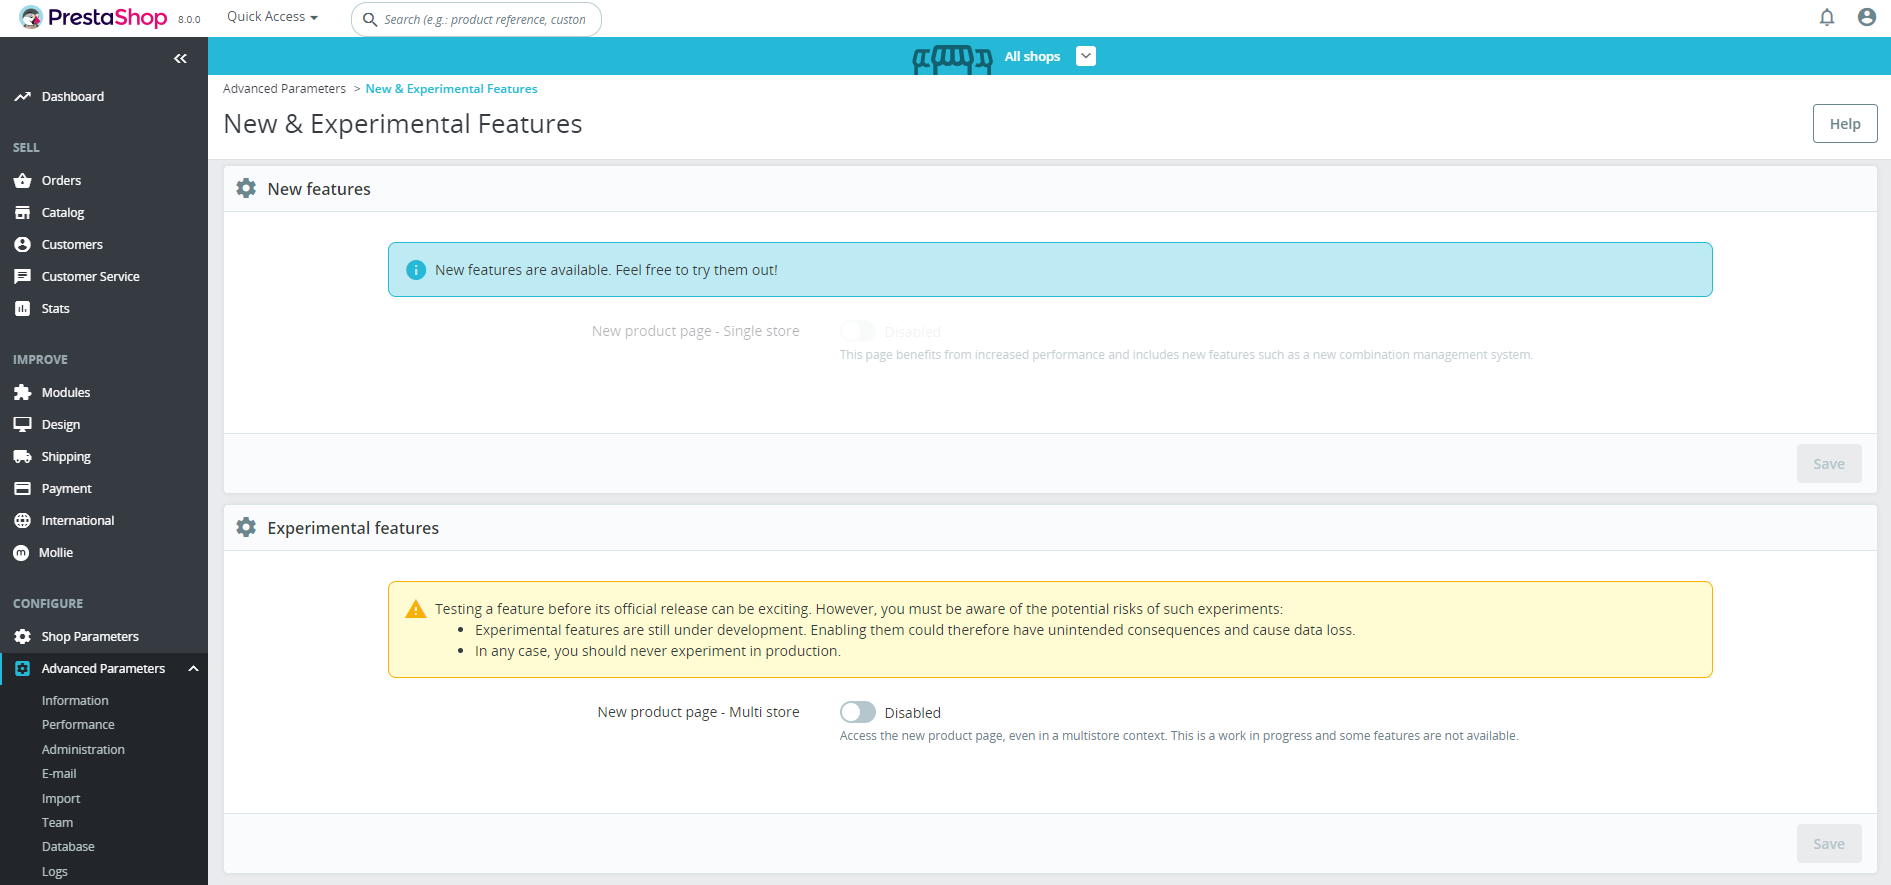 PrestaShop 8.0.0 Quick Access Search (e.g.: product reference, custon
All shops
Advanced Parameters > New & Experimental Features
New & Experimental Features
Help
Dashboard
SELL
Orders
Catalog
Customers
Customer Service
Stats
IMPROVE
Modules
Design
Shipping
Payment
International
Mollie
CONFIGURE
Shop Parameters
Advanced Parameters
Information
Performance
Administration
E-mail
Import
Team
Database
Logs
New features
New features are available. Feel free to try them out!
New product page - Single store Disabled
This page benefits from increased performance and includes new features such as a new combination management system.
Save
Experimental features
Testing a feature before its official release can be exciting. However, you must be aware of the potential risks of such experiments:
Experimental features are still under development. Enabling them could therefore have unintended consequences and cause data loss.
In any case, you should never experiment in production.
New product page - Multi store Disabled
Access the new product page, even in a multistore context. This is a work in progress and some features are not available.
Save